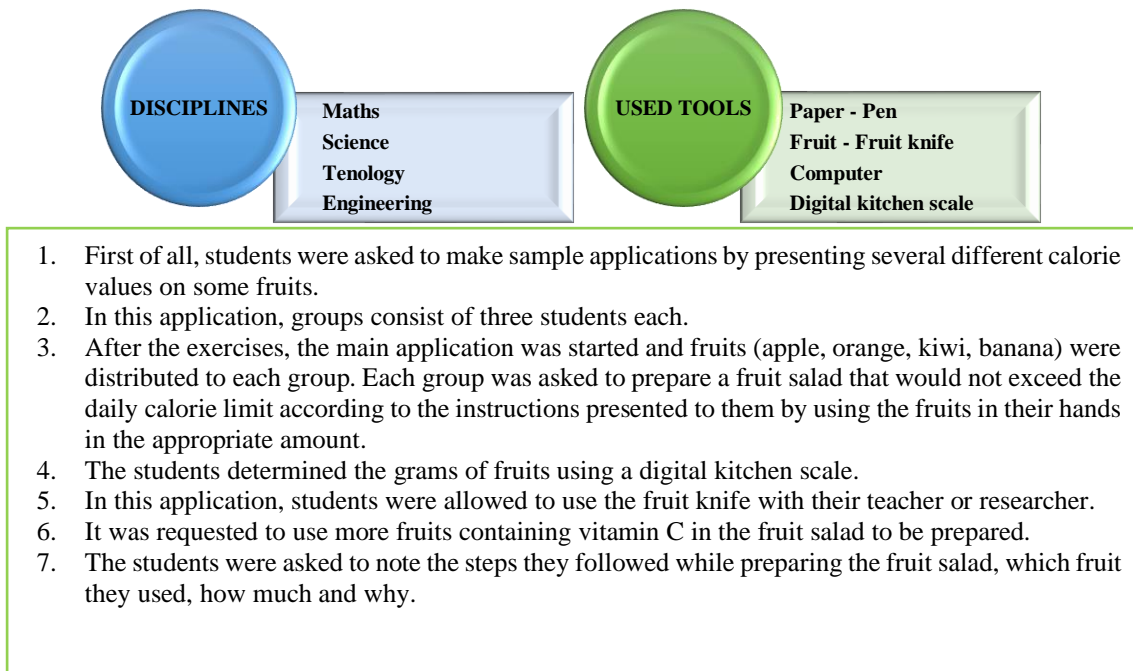 DISCIPLINES
Maths
Science
Tenology
Engineering
USED TOOLS
Paper - Pen
Fruit - Fruit knife
Computer
Digital kitchen scale
1. First of all, students were asked to make sample applications by presenting several different calorie
values on some fruits.
2. In this application, groups consist of three students each.
3. After the exercises, the main application was started and fruits (apple, orange, kiwi, banana) were
distributed to each group. Each group was asked to prepare a fruit salad that would not exceed the
daily calorie limit according to the instructions presented to them by using the fruits in their hands
in the appropriate amount.
4. The students determined the grams of fruits using a digital kitchen scale.
5. In this application, students were allowed to use the fruit knife with their teacher or researcher.
6. It was requested to use more fruits containing vitamin C in the fruit salad to be prepared.
7. The students were asked to note the steps they followed while preparing the fruit salad, which fruit
they used, how much and why.